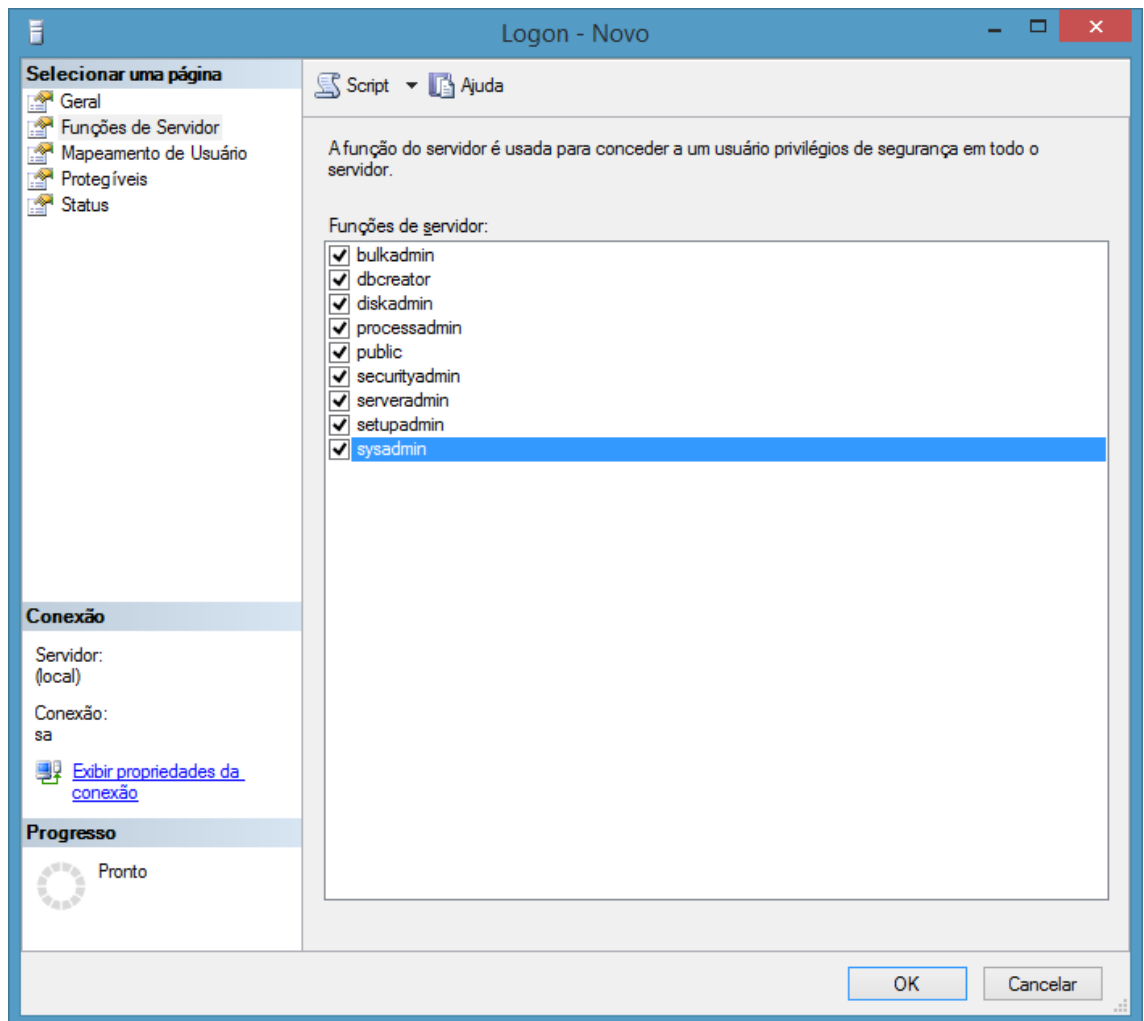 Logon - Novo
Selecionar uma página
Geral
Funções de Servidor
Mapeamento de Usuário
Protegíveis
Status
Script
Ajuda
A função do servidor é usada para conceder a um usuário privilégios de segurança em todo o
servidor.
Funções de servidor:
bulkadmin
dbcreator
diskadmin
processadmin
public
securityadmin
serveradmin
setupadmin
sysadmin
Conexão
Servidor:
(local)
Conexão:
sa
Exibir propriedades da
conexão
Progresso
Pronto
OK
Cancelar